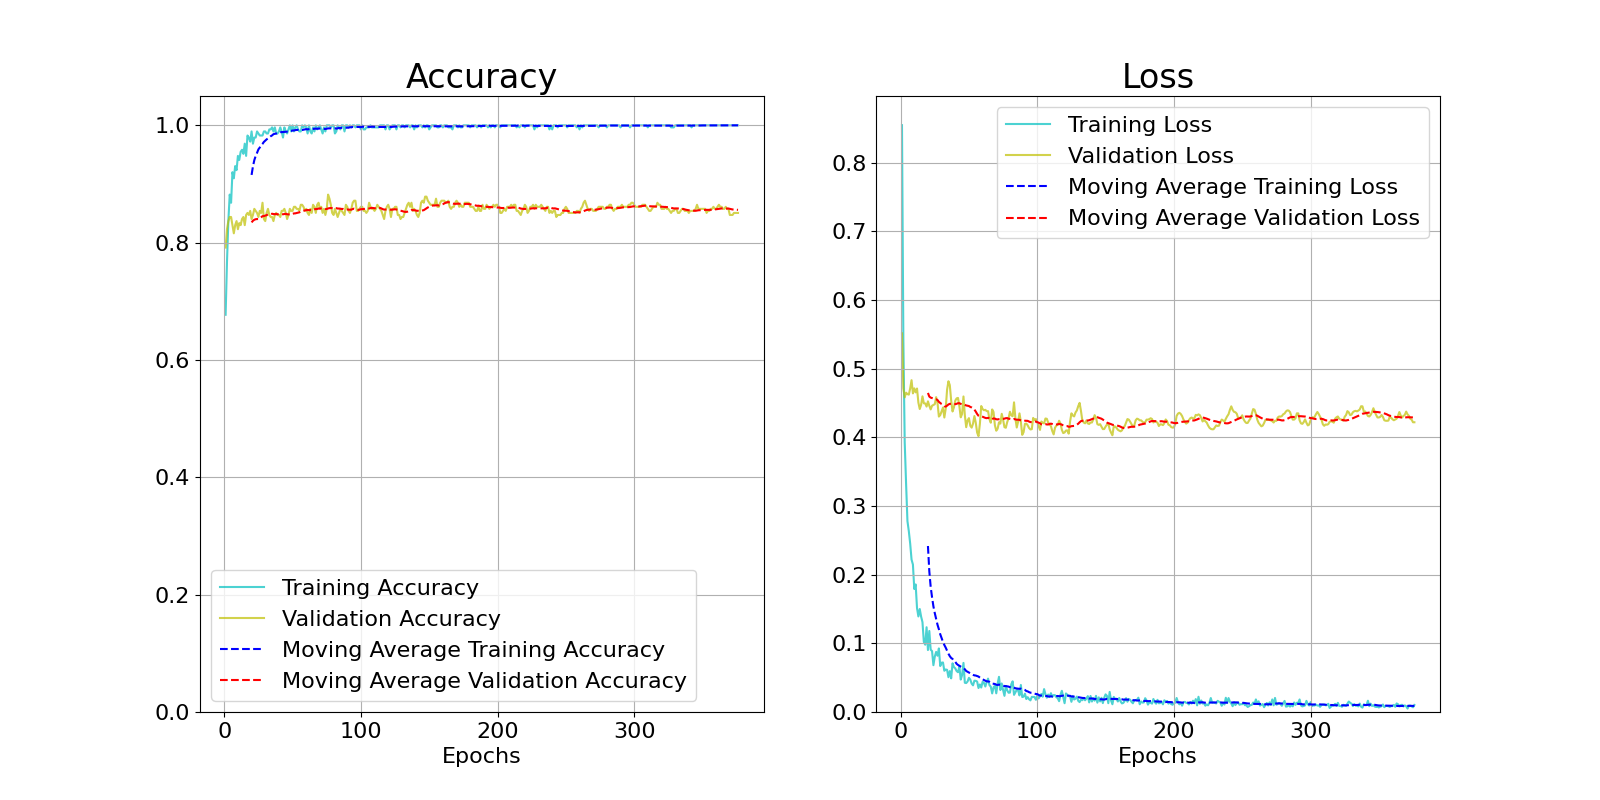 Accuracy
1.0
0.8
0.6
0.4
0.2
0.0
Training Accuracy
Validation Accuracy
Moving Average Training Accuracy
Moving Average Validation Accuracy
0 100 200 300
Epochs
Loss
0.8
0.7
0.6
0.5
0.4
0.3
0.2
0.1
0.0
Training Loss
Validation Loss
Moving Average Training Loss
Moving Average Validation Loss
0 100 200 300
Epochs